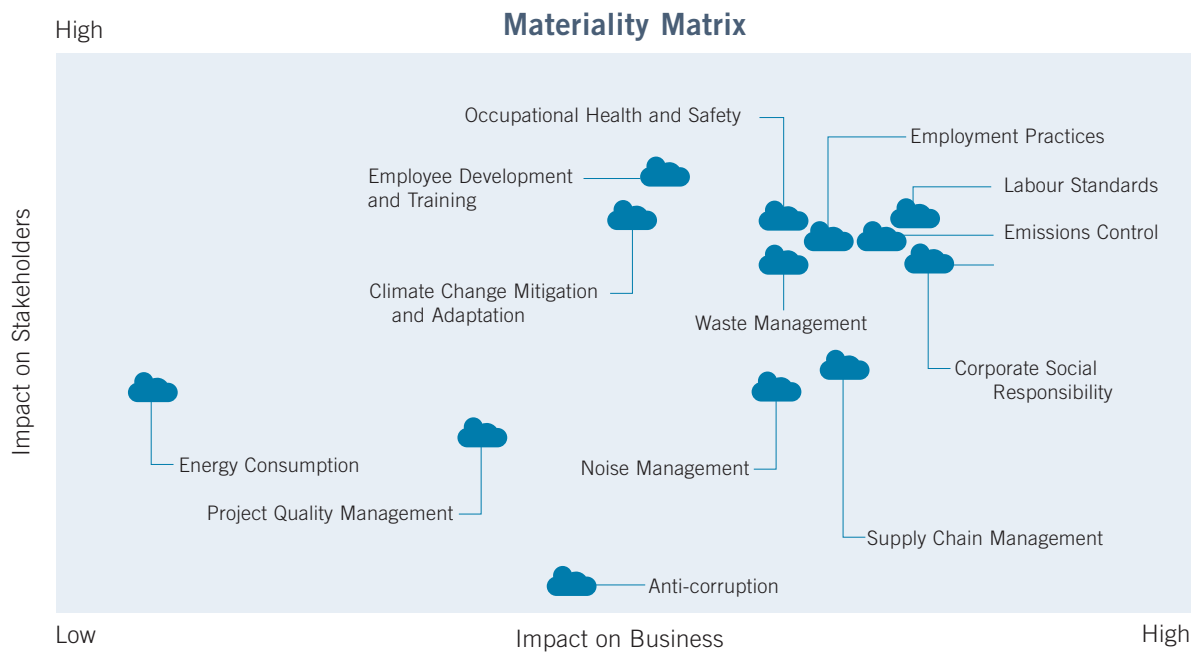 Materiality Matrix
High
Occupational Health and Safety
Employment Practices
Employee Development
and Training
Labour Standards
Emissions Control
Climate Change Mitigation
and Adaptation
Waste Management
Corporate Social
Responsibility
Impact on Stakeholders
Energy Consumption
Noise Management
Project Quality Management
Supply Chain Management
Anti-corruption
Low
Impact on Business
High